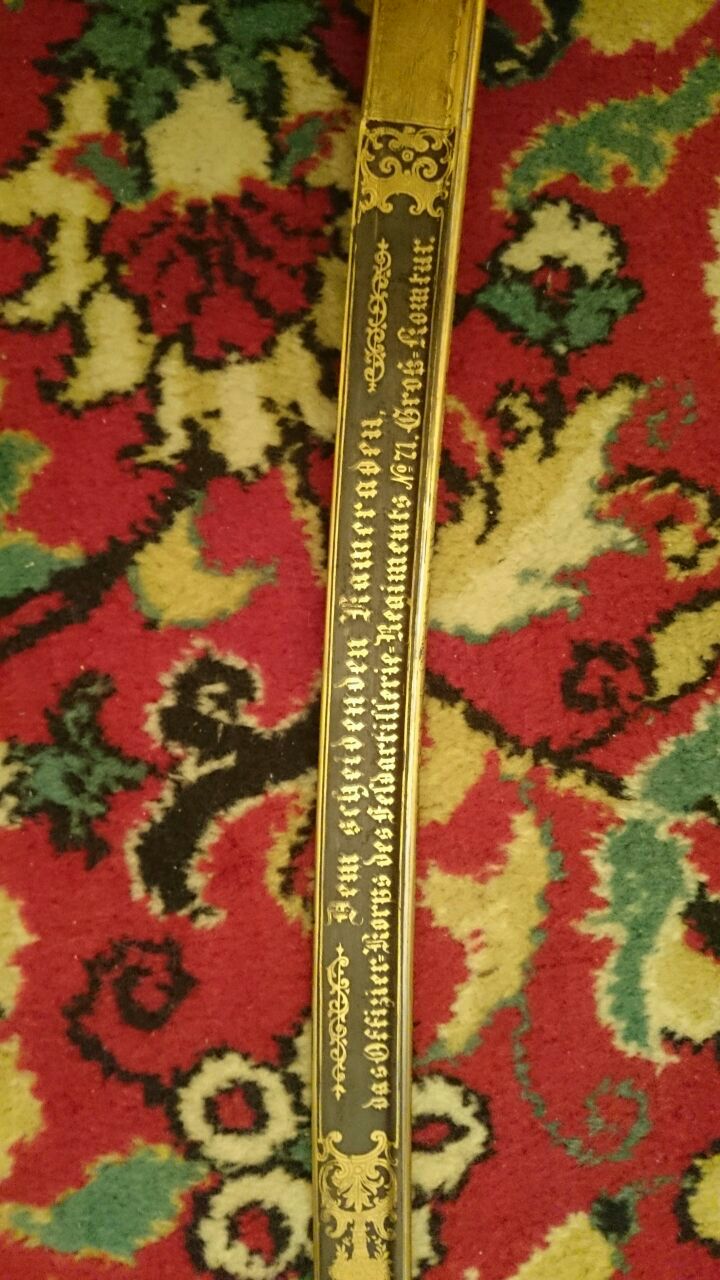 Dem scheidenden Kameraden,
das Offizier=Korps des Feldartillerie=Regiments No 71. Groß=Komtur.